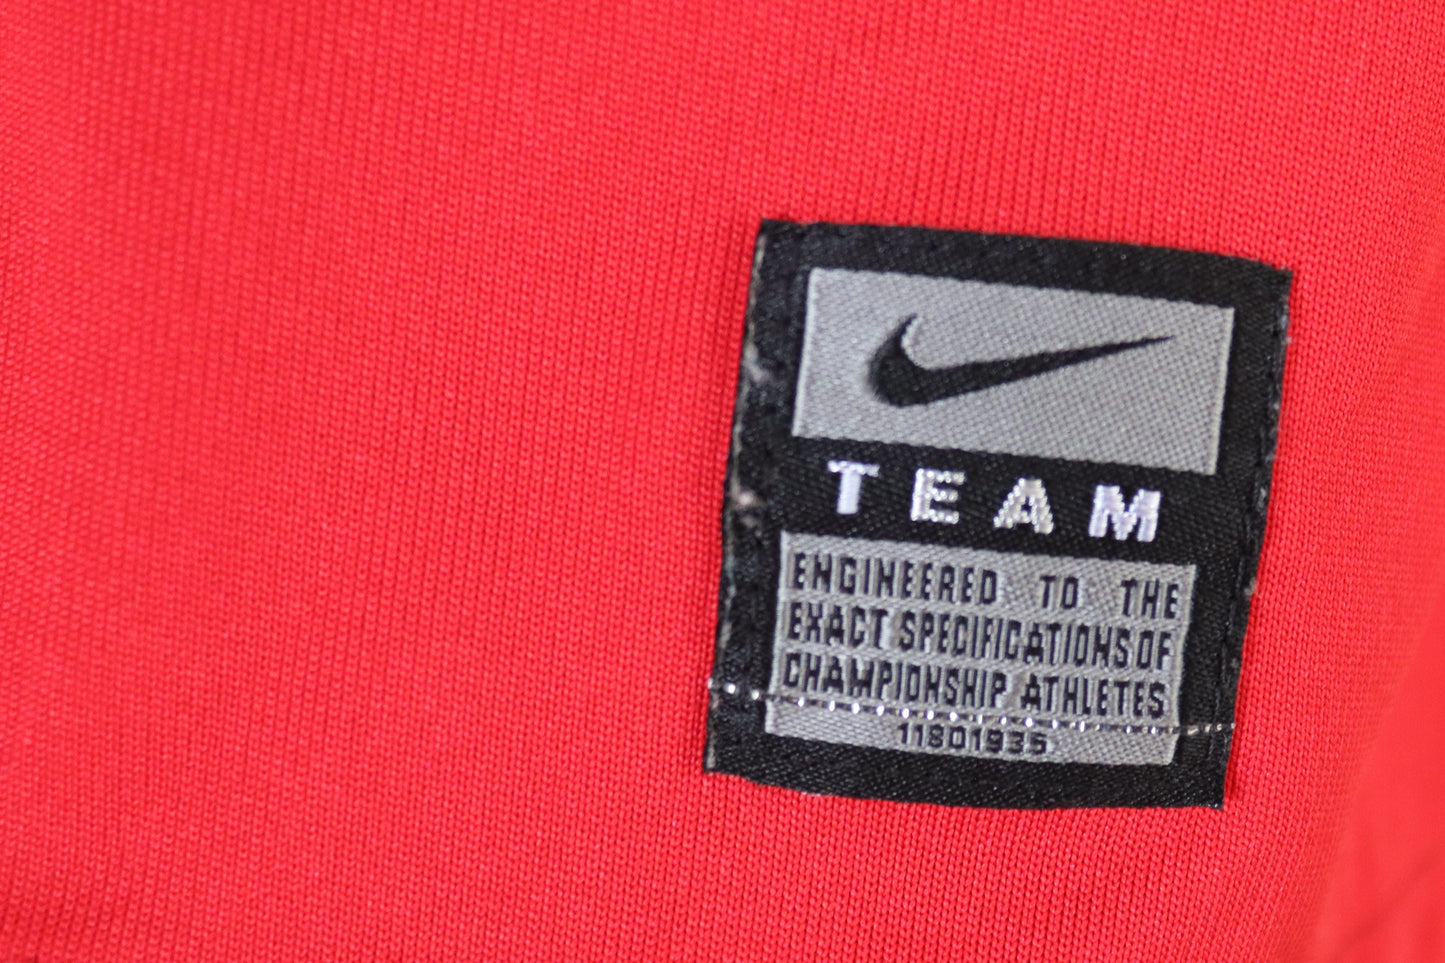 TEAM
ENGINEERED TO THE
EXACT SPECIFICATIONS OF
CHAMPIONSHIP ATHLETES
11801935